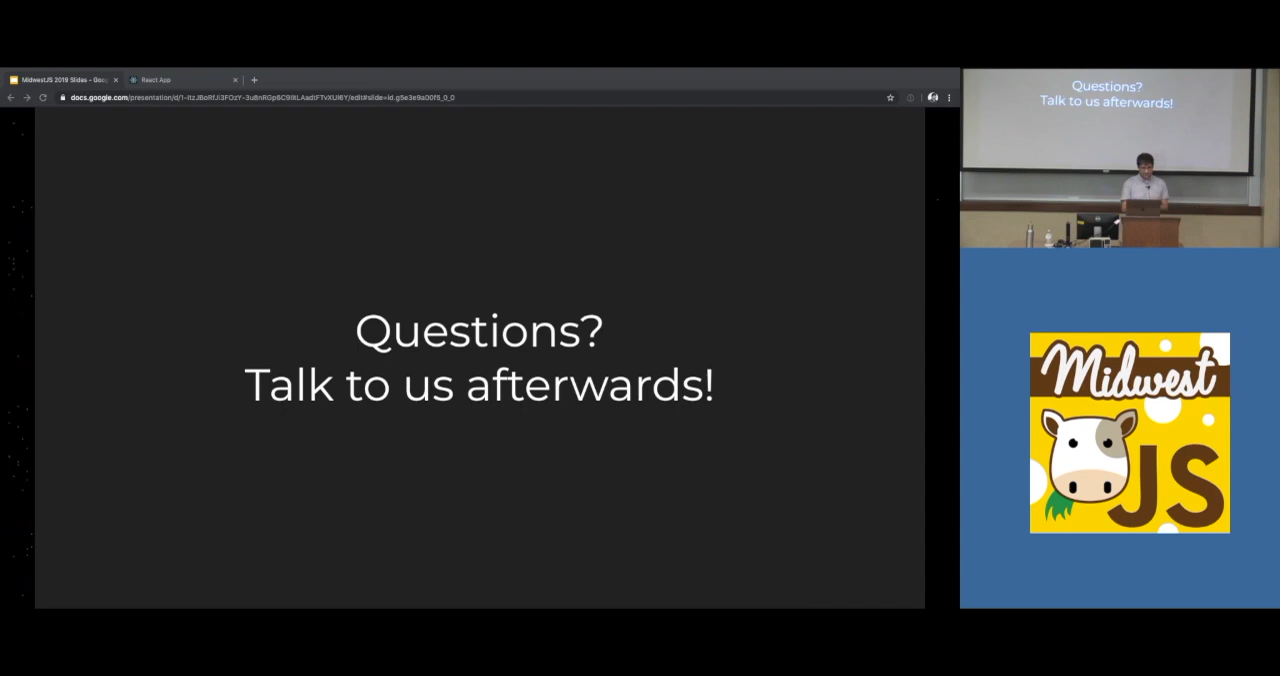 MidwestJS 2019 Slides - Goo
React App
docs.google.com/presentation/d/
Questions?
Talk to us afterwards!
Questions?
Talk to us afterwards!
Midwest
JS